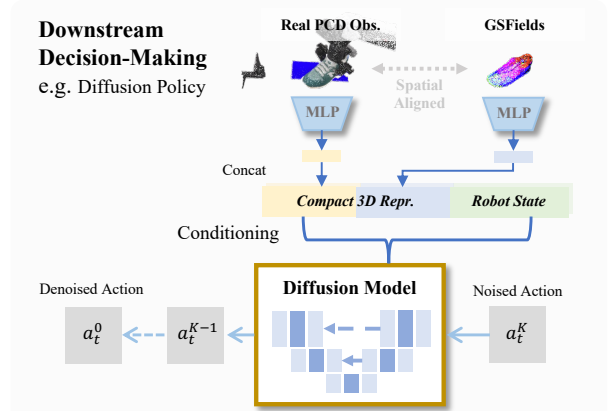 Downstream
Decision-Making
e.g. Diffusion Policy
Real PCD Obs.
GSFields
Spatial
Aligned
MLP
MLP
Concat
Compact 3D Repr.
Robot State
Conditioning
Diffusion Model
Denoised Action
Noised Action
a_t^0
a_t^{K-1}
a_t^K